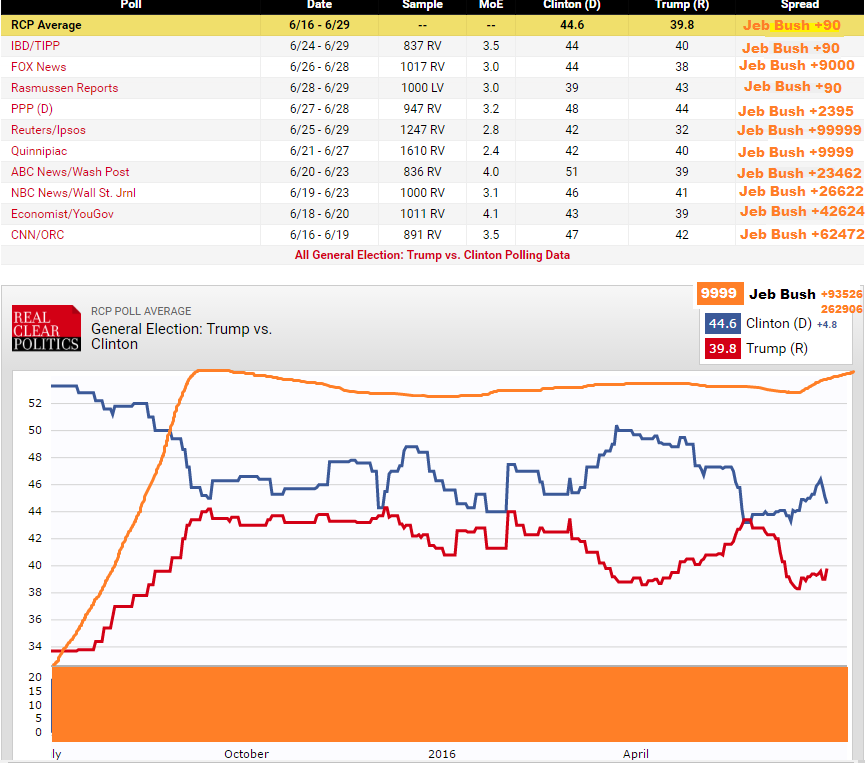 Poll Date Sample MoE Clinton (D) Trump (R) Spread
RCP Average 6/16 - 6/29 -- -- 44.6 39.8 Jeb Bush +90
IBD/TIPP 6/24 - 6/29 837 RV 3.5 44 40 Jeb Bush +90
FOX News 6/26 - 6/28 1017 RV 3.0 44 38 Jeb Bush +9000
Rasmussen Reports 6/28 - 6/29 1000 LV 3.0 39 43 Jeb Bush +90
PPP (D) 6/27 - 6/28 947 RV 3.2 48 44 Jeb Bush +2395
Reuters/Ipsos 6/25 - 6/29 1247 RV 2.8 42 32 Jeb Bush +99999
Quinnipiac 6/21 - 6/27 1610 RV 2.4 42 40 Jeb Bush +9999
ABC News/Wash Post 6/20 - 6/23 836 RV 4.0 51 39 Jeb Bush +23462
NBC News/Wall St. Jrnl 6/19 - 6/23 1000 RV 3.1 46 41 Jeb Bush +26622
Economist/YouGov 6/18 - 6/20 1011 RV 4.1 43 39 Jeb Bush +42624
CNN/ORC 6/16 - 6/19 891 RV 3.5 47 42 Jeb Bush +62472
All General Election: Trump vs. Clinton Polling Data
REAL
CLEAR
POLITICS
RCP POLL AVERAGE
General Election: Trump vs.
Clinton
9999 Jeb Bush +93526
262906
44.6 Clinton (D) +4.8
39.8 Trump (R)
52
50
48
46
44
42
40
38
36
34
20
15
10
5
0
ly October 2016 April